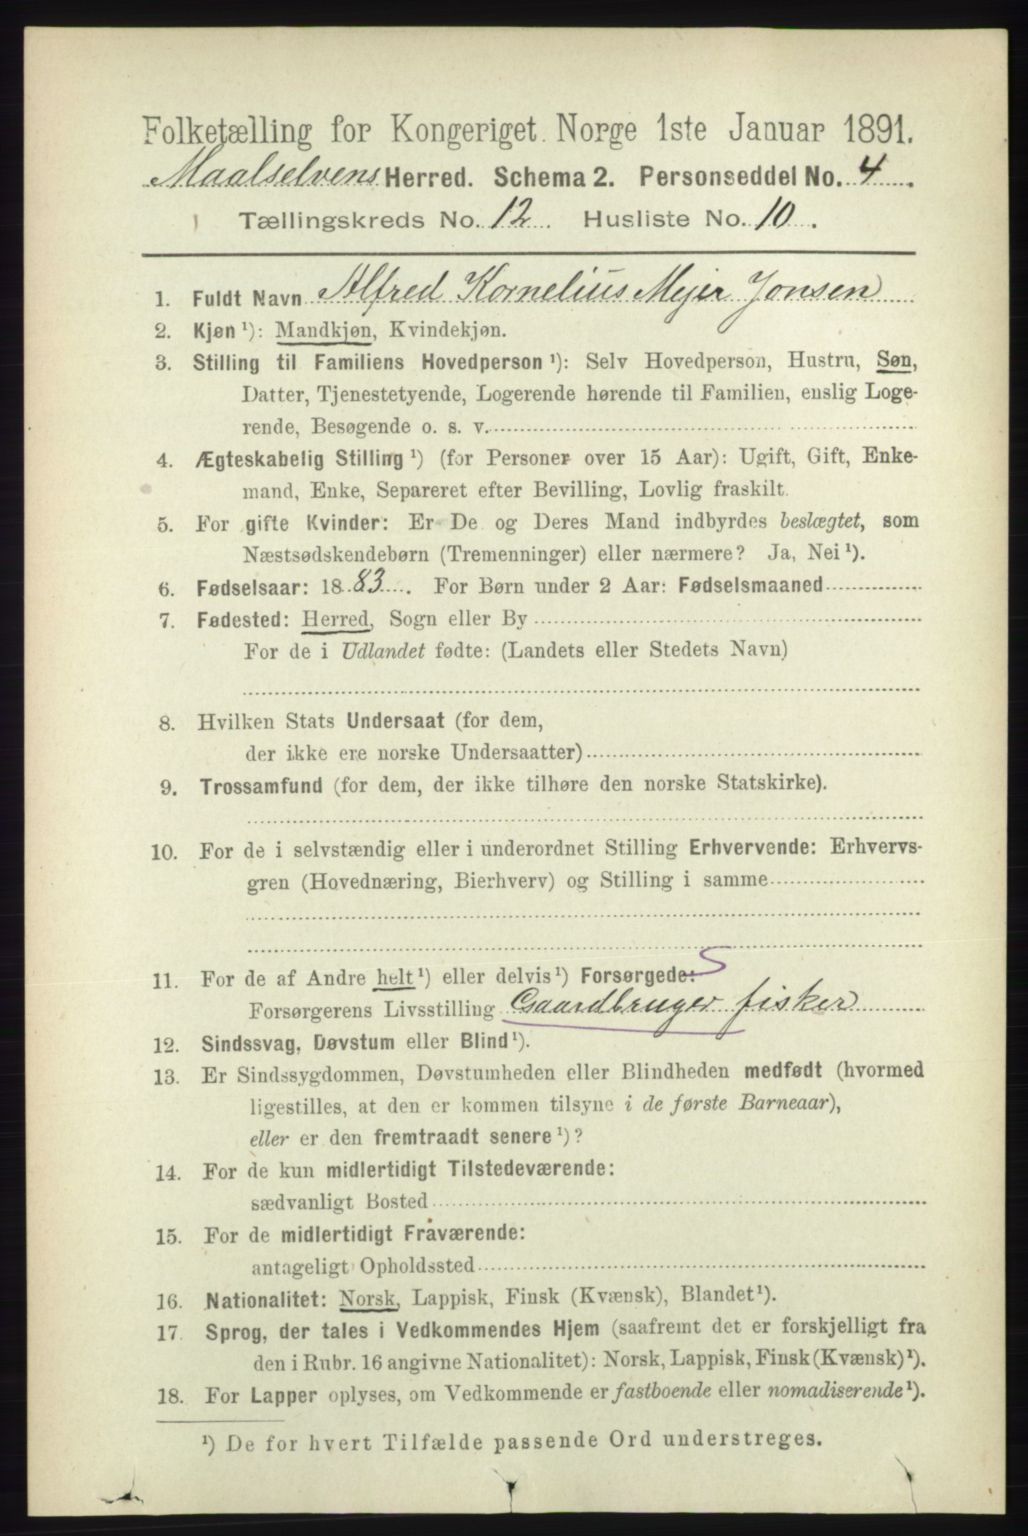 Folketælling for Kongeriget Norge 1ste Januar 1891.
Maalselvens Herred. Schema 2. Personseddel No. 4.
Tællingskreds No. 12. Husliste No. 10.
1. Fuldt Navn Alfred Kornelius Mejer Jonsen
2. Kjøn ¹): Mandkjøn, Kvindekjøn.
3. Stilling til Familiens Hovedperson ¹): Selv Hovedperson, Hustru, Søn,
Datter, Tjenestetyende, Logerende hørende til Familien, enslig Loge-
rende, Besøgende o. s. v.
4. Ægteskabelig Stilling ¹) (for Personer over 15 Aar): Ugift, Gift, Enke-
mand, Enke, Separeret efter Bevilling, Lovlig fraskilt.
5. For gifte Kvinder: Er De og Deres Mand indbyrdes beslægtet, som
Næstsødskendebørn (Tremenninger) eller nærmere? Ja, Nei ¹).
6. Fødselsaar: 1883. For Børn under 2 Aar: Fødselsmaaned
7. Fødested: Herred, Sogn eller By
For de i Udlandet fødte: (Landets eller Stedets Navn)
8. Hvilken Stats Undersaat (for dem,
der ikke ere norske Undersaatter)
9. Trossamfund (for dem, der ikke tilhøre den norske Statskirke).
10. For de i selvstændig eller i underordnet Stilling Erhvervende: Erhvervs-
gren (Hovednæring, Bierhverv) og Stilling i samme
11. For de af Andre helt ¹) eller delvis ¹) Forsørgede: S
Forsørgerens Livsstilling Gaardbruger fisker
12. Sindssvag, Døvstum eller Blind ¹).
13. Er Sindssygdommen, Døvstumheden eller Blindheden medfødt (hvormed
ligestilles, at den er kommen tilsyne i de første Barneaar),
eller er den fremtraadt senere ¹)?
14. For de kun midlertidigt Tilstedeværende:
sædvanligt Bosted
15. For de midlertidigt Fraværende:
antageligt Opholdssted
16. Nationalitet: Norsk, Lappisk, Finsk (Kvænsk), Blandet ¹).
17. Sprog, der tales i Vedkommendes Hjem (saafremt det er forskjelligt fra
den i Rubr. 16 angivne Nationalitet): Norsk, Lappisk, Finsk (Kvænsk) ¹).
18. For Lapper oplyses, om Vedkommende er fastboende eller nomadiserende ¹).
¹) De for hvert Tilfælde passende Ord understreges.